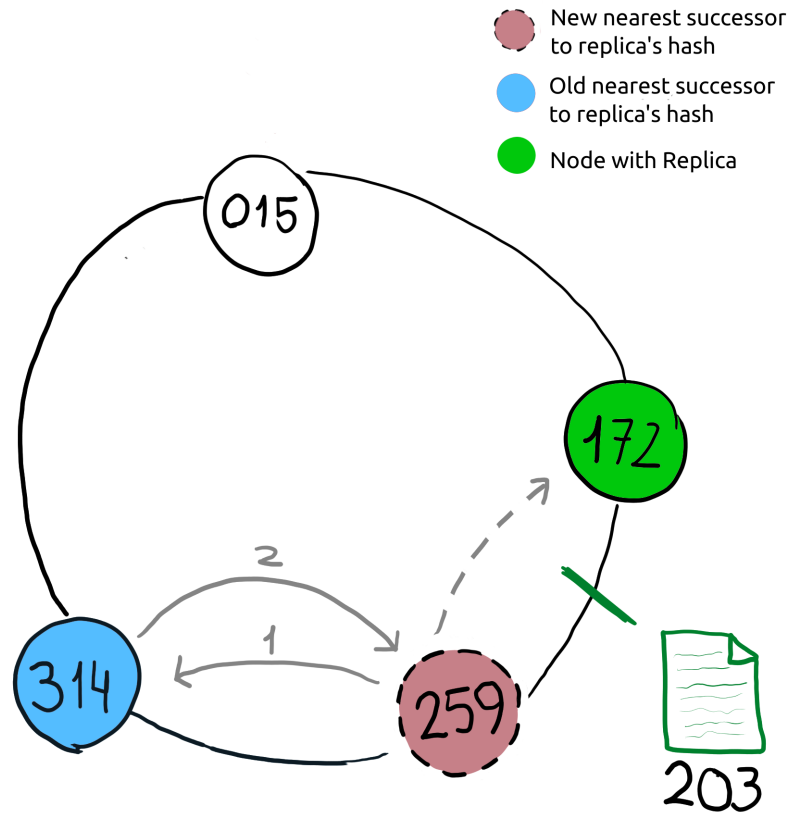 New nearest successor
to replica's hash
Old nearest successor
to replica's hash
Node with Replica
015
172
2
1
314
259
203